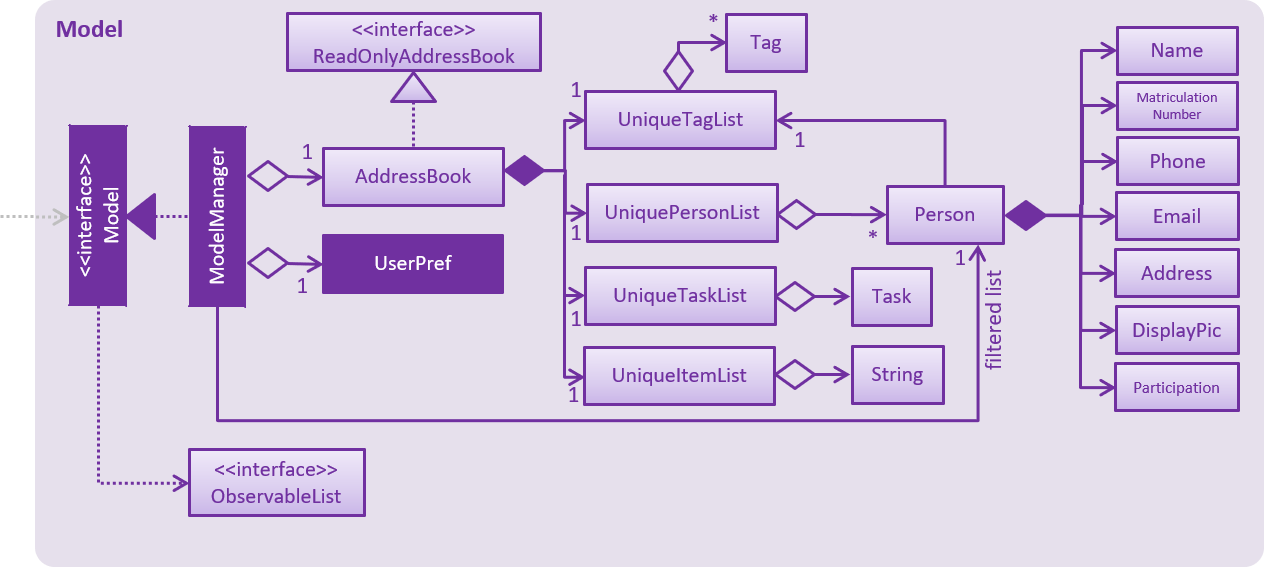 Model
<<interface>>
ReadOnlyAddressBook
*
Tag
1
UniqueTagList
1
<<interface>>
Model
ModelManager
1
AddressBook
1
UserPref
UniquePersonList
1
*
Person
1
filtered list
UniqueTaskList
1
Task
UniqueItemList
1
String
Name
Matriculation
Number
Phone
Email
Address
DisplayPic
Participation
<<interface>>
ObservableList